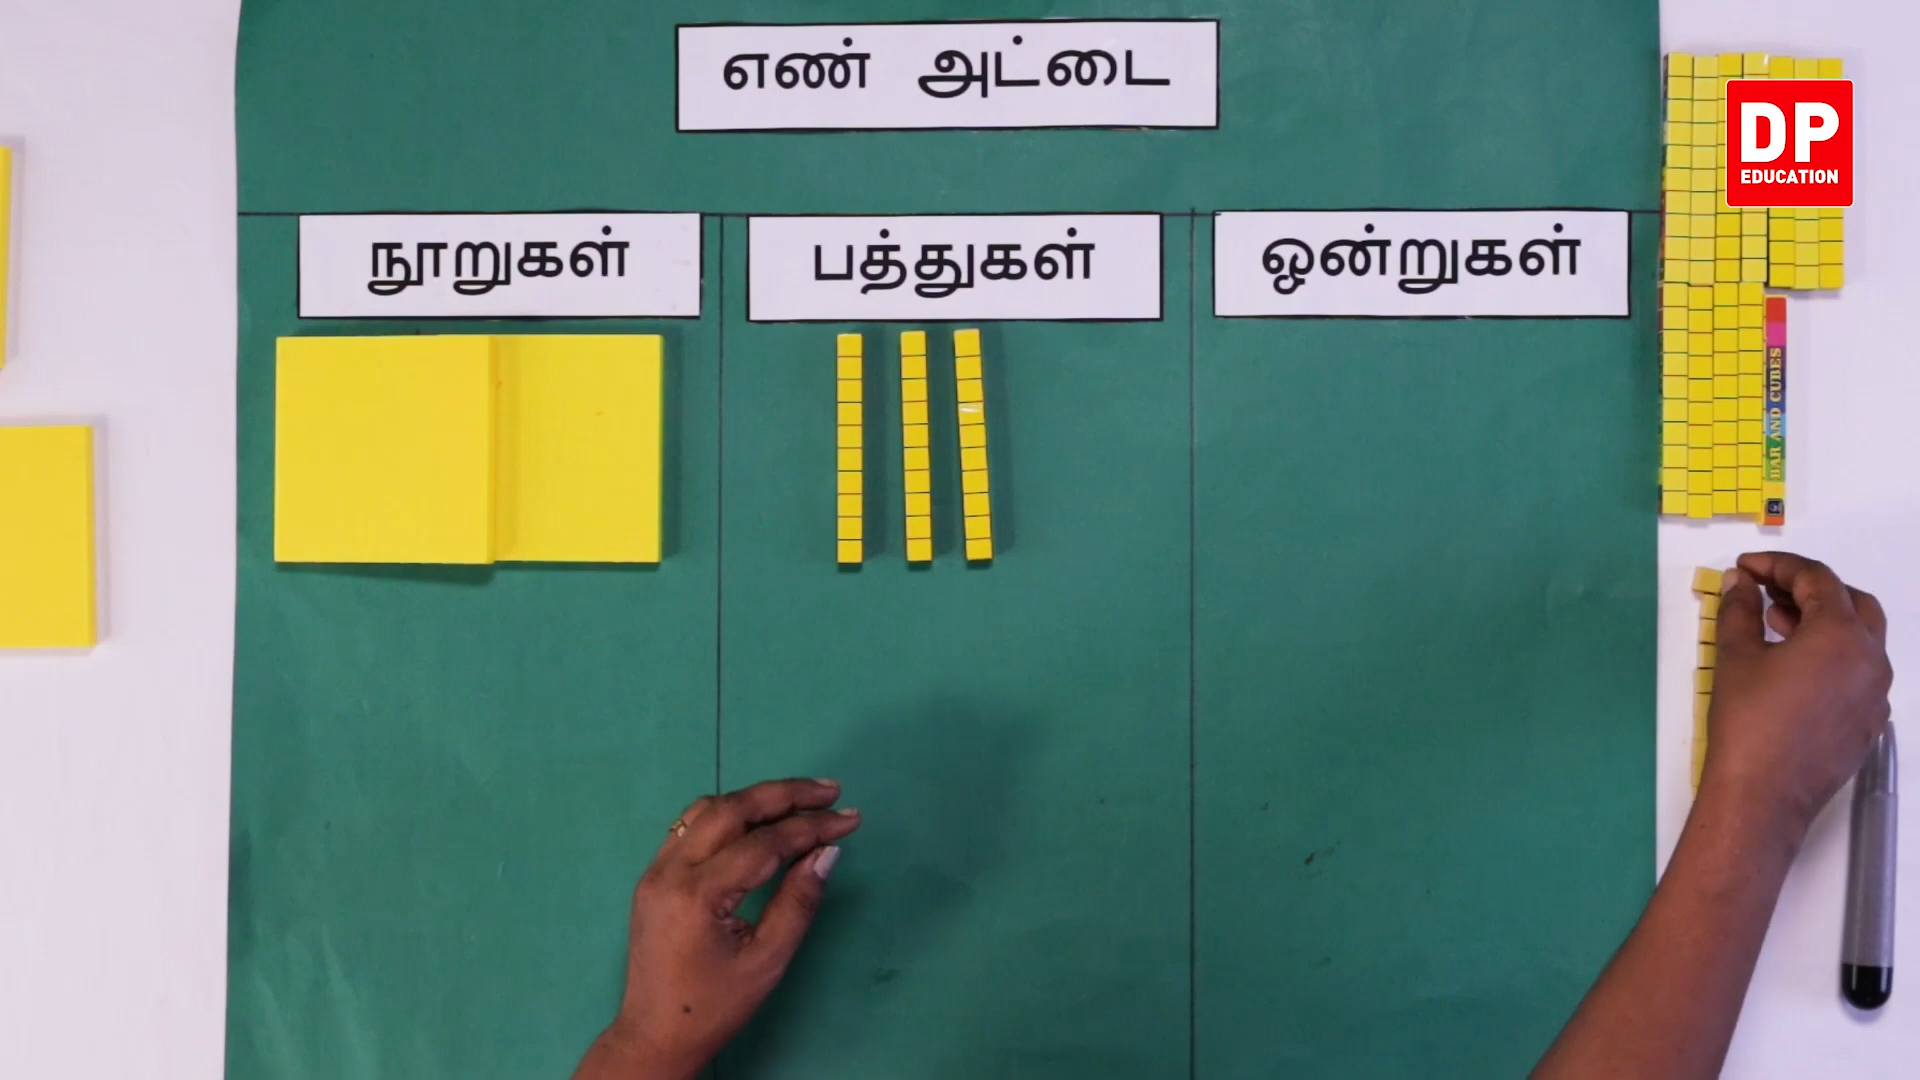 எண் அட்டை
DP
EDUCATION
நூறுகள்
பத்துகள்
ஒன்றுகள்
BAR AND CUBES